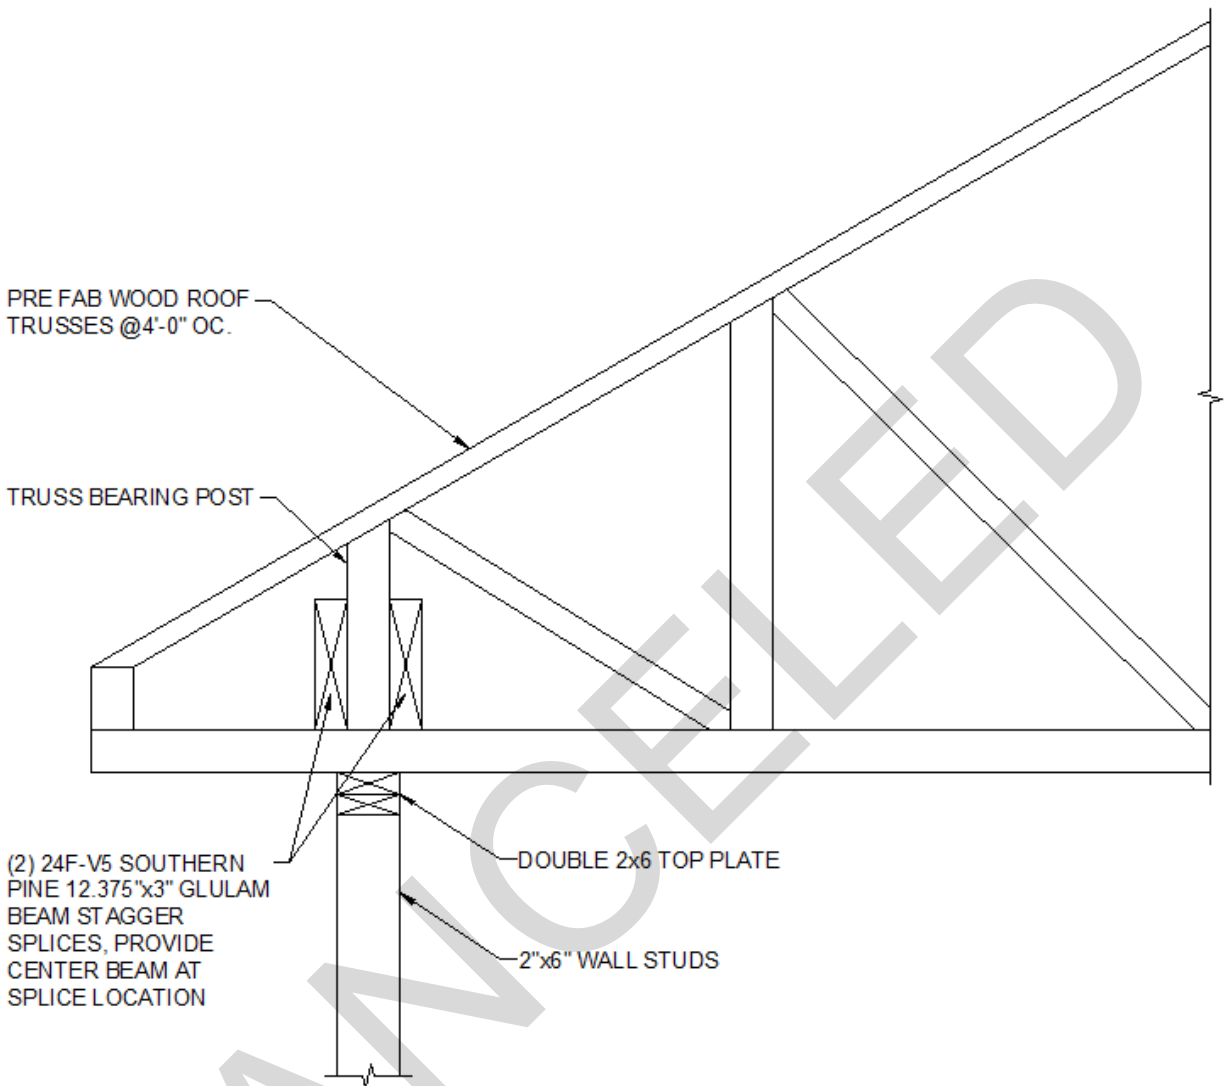 PRE FAB WOOD ROOF
TRUSSES @4'-0" OC.
TRUSS BEARING POST
(2) 24F-V5 SOUTHERN
PINE 12.375"x3" GLULAM
BEAM STAGGER
SPLICES, PROVIDE
CENTER BEAM AT
SPLICE LOCATION
DOUBLE 2x6 TOP PLATE
2"x6" WALL STUDS
ANCELED